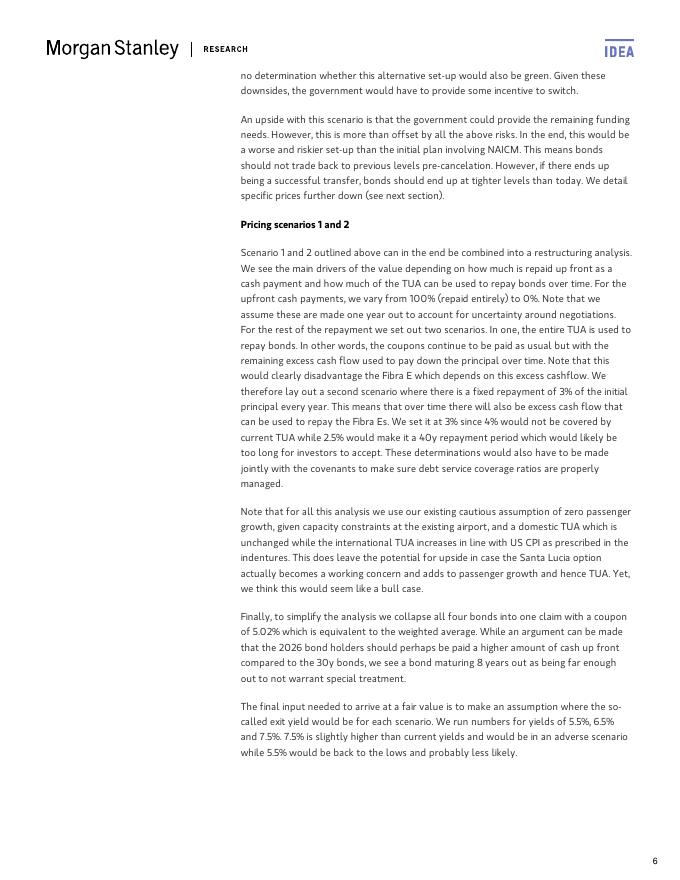 Morgan Stanley | RESEARCH
IDEA
no determination whether this alternative set-up would also be green. Given these
downsides, the government would have to provide some incentive to switch.
An upside with this scenario is that the government could provide the remaining funding
needs. However, this is more than offset by all the above risks. In the end, this would be
a worse and riskier set-up than the initial plan involving NAICM. This means bonds
should not trade back to previous levels pre-cancelation. However, if there ends up
being a successful transfer, bonds should end up at tighter levels than today. We detail
specific prices further down (see next section).
Pricing scenarios 1 and 2
Scenario 1 and 2 outlined above can in the end be combined into a restructuring analysis.
We see the main drivers of the value depending on how much is repaid up front as a
cash payment and how much of the TUA can be used to repay bonds over time. For the
upfront cash payments, we vary from 100% (repaid entirely) to 0%. Note that we
assume these are made one year out to account for uncertainty around negotiations.
For the rest of the repayment we set out two scenarios. In one, the entire TUA is used to
repay bonds. In other words, the coupons continue to be paid as usual but with the
remaining excess cash flow used to pay down the principal over time. Note that this
would clearly disadvantage the Fibra E which depends on this excess cashflow. We
therefore lay out a second scenario where there is a fixed repayment of 3% of the initial
principal every year. This means that over time there will also be excess cash flow that
can be used to repay the Fibra Es. We set it at 3% since 4% would not be covered by
current TUA while 2.5% would make it a 40y repayment period which would likely be
too long for investors to accept. These determinations would also have to be made
jointly with the covenants to make sure debt service coverage ratios are properly
managed.
Note that for all this analysis we use our existing cautious assumption of zero passenger
growth, given capacity constraints at the existing airport, and a domestic TUA which is
unchanged while the international TUA increases in line with US CPI as prescribed in the
indentures. This does leave the potential for upside in case the Santa Lucia option
actually becomes a working concern and adds to passenger growth and hence TUA. Yet,
we think this would seem like a bull case.
Finally, to simplify the analysis we collapse all four bonds into one claim with a coupon
of 5.02% which is equivalent to the weighted average. While an argument can be made
that the 2026 bond holders should perhaps be paid a higher amount of cash up front
compared to the 30y bonds, we see a bond maturing 8 years out as being far enough
out to not warrant special treatment.
The final input needed to arrive at a fair value is to make an assumption where the so-
called exit yield would be for each scenario. We run numbers for yields of 5.5%, 6.5%
and 7.5%. 7.5% is slightly higher than current yields and would be in an adverse scenario
while 5.5% would be back to the lows and probably less likely.
6